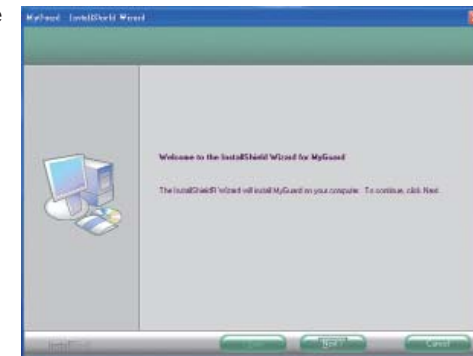 e
MyGuard - InstallShield Wizard
Welcome to the InstallShield Wizard for MyGuard
The InstallShieldR Wizard will install MyGuard on your computer. To continue, click Next.
InstallShield
Next >
Cancel